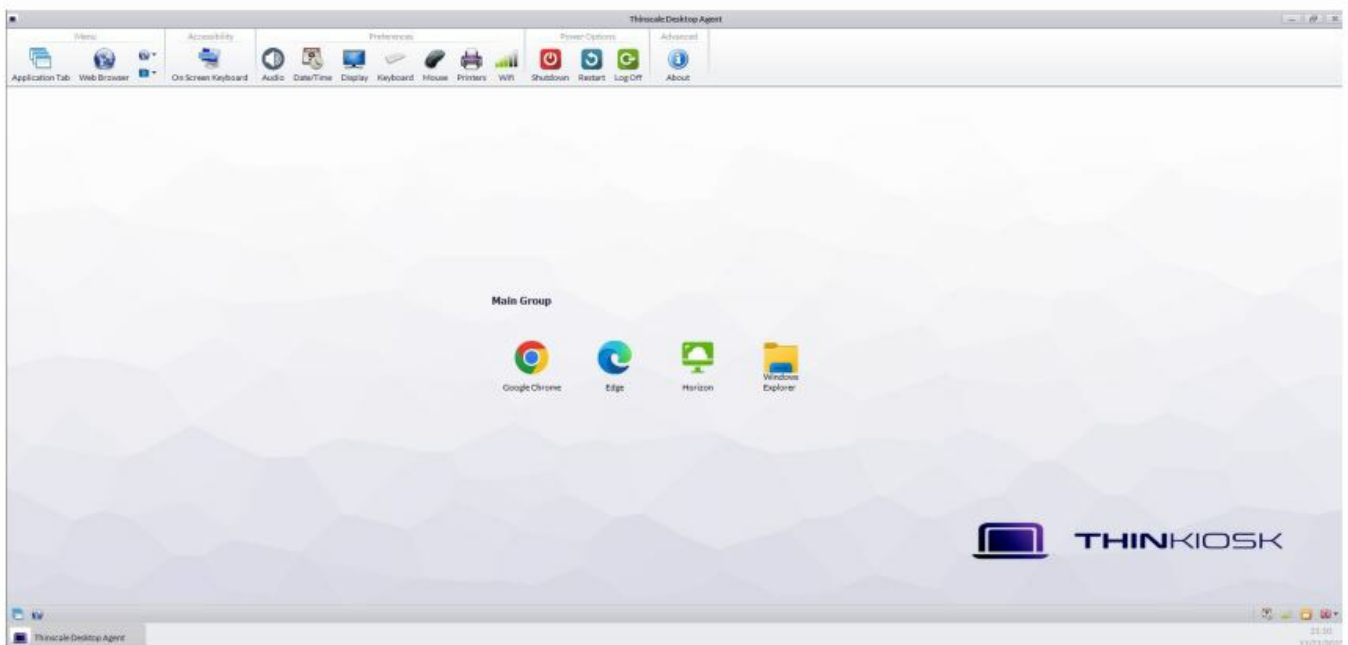 Thinscale Desktop Agent
Menu Accessibility Preferences Power Options Advanced
Application Tab Web Browser On Screen Keyboard Audio Date/Time Display Keyboard Mouse Printers Wifi Shutdown Restart Log Off About
Main Group
Google Chrome Edge Horizon Windows Explorer
THINKIOSK
Thinscale Desktop Agent